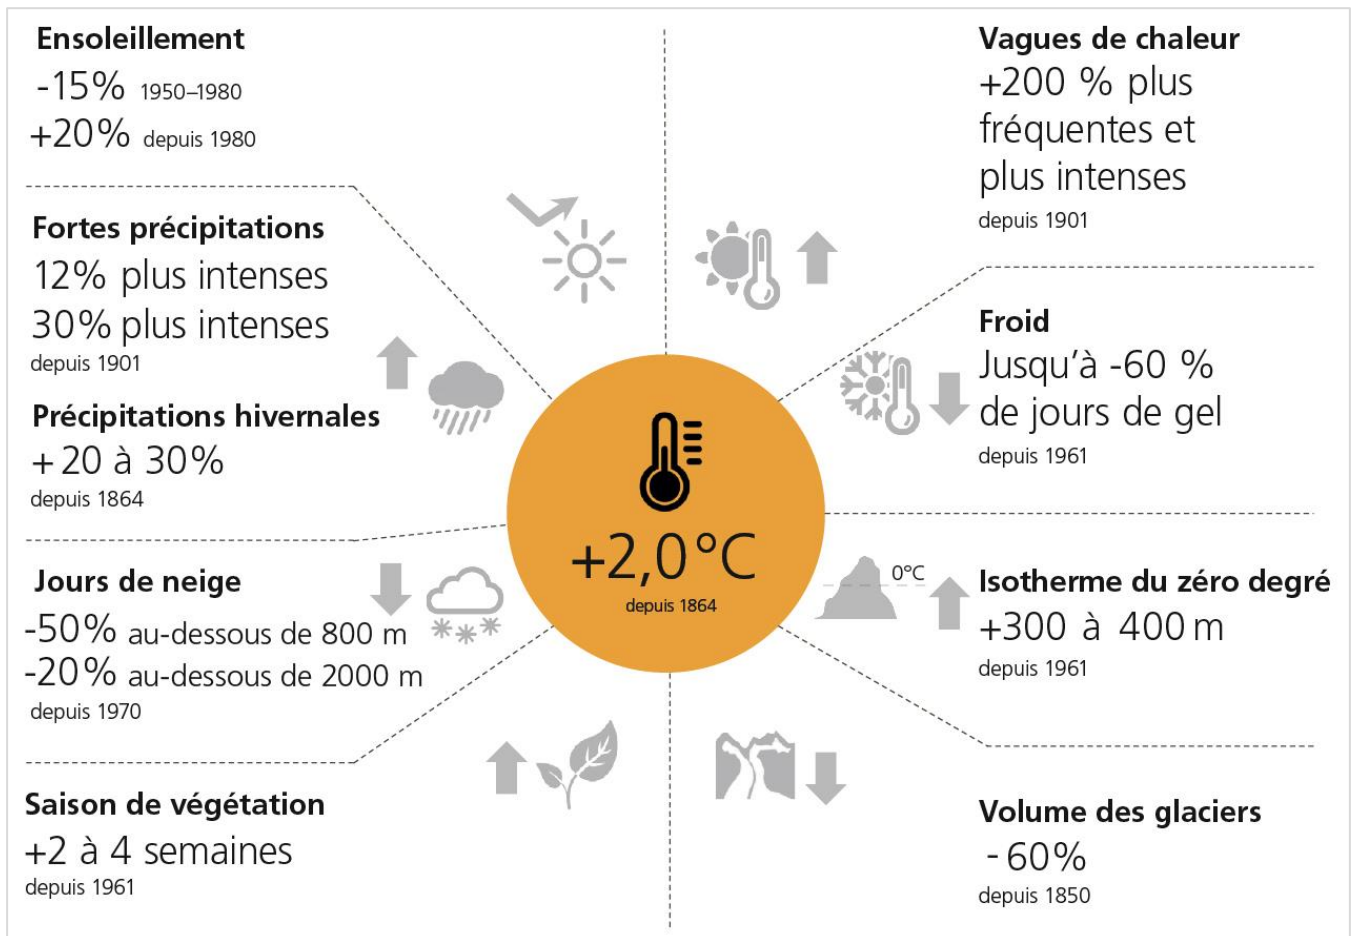 Ensoleillement
-15% 1950–1980
+20% depuis 1980
Fortes précipitations
12% plus intenses
30% plus intenses
depuis 1901
Précipitations hivernales
+ 20 à 30%
depuis 1864
Jours de neige
-50% au-dessous de 800 m
-20% au-dessous de 2000 m
depuis 1970
Saison de végétation
+2 à 4 semaines
depuis 1961
+2,0°C
depuis 1864
Vagues de chaleur
+200 % plus
fréquentes et
plus intenses
depuis 1901
Froid
Jusqu'à -60 %
de jours de gel
depuis 1961
0°C
Isotherme du zéro degré
+300 à 400 m
depuis 1961
Volume des glaciers
- 60%
depuis 1850